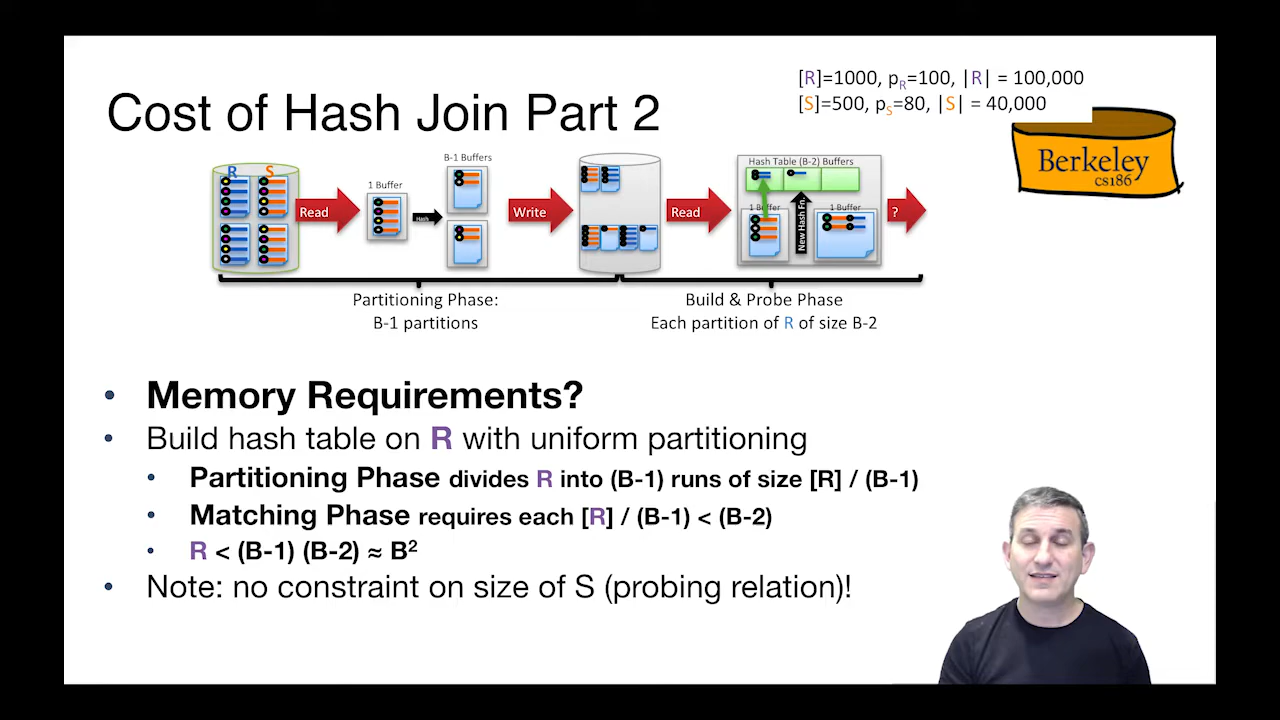 [R]=1000, pR=100, |R| = 100,000
[S]=500, pS=80, |S| = 40,000
Cost of Hash Join Part 2
Berkeley
cs186
R S
Read
1 Buffer
Hash
B-1 Buffers
Write
Read
Hash Table (B-2) Buffers
1 Buffer
New Hash Fn.
1 Buffer
?
Partitioning Phase:
B-1 partitions
Build & Probe Phase
Each partition of R of size B-2
• Memory Requirements?
• Build hash table on R with uniform partitioning
• Partitioning Phase divides R into (B-1) runs of size [R] / (B-1)
• Matching Phase requires each [R] / (B-1) < (B-2)
• R < (B-1) (B-2) ≈ B²
• Note: no constraint on size of S (probing relation)!